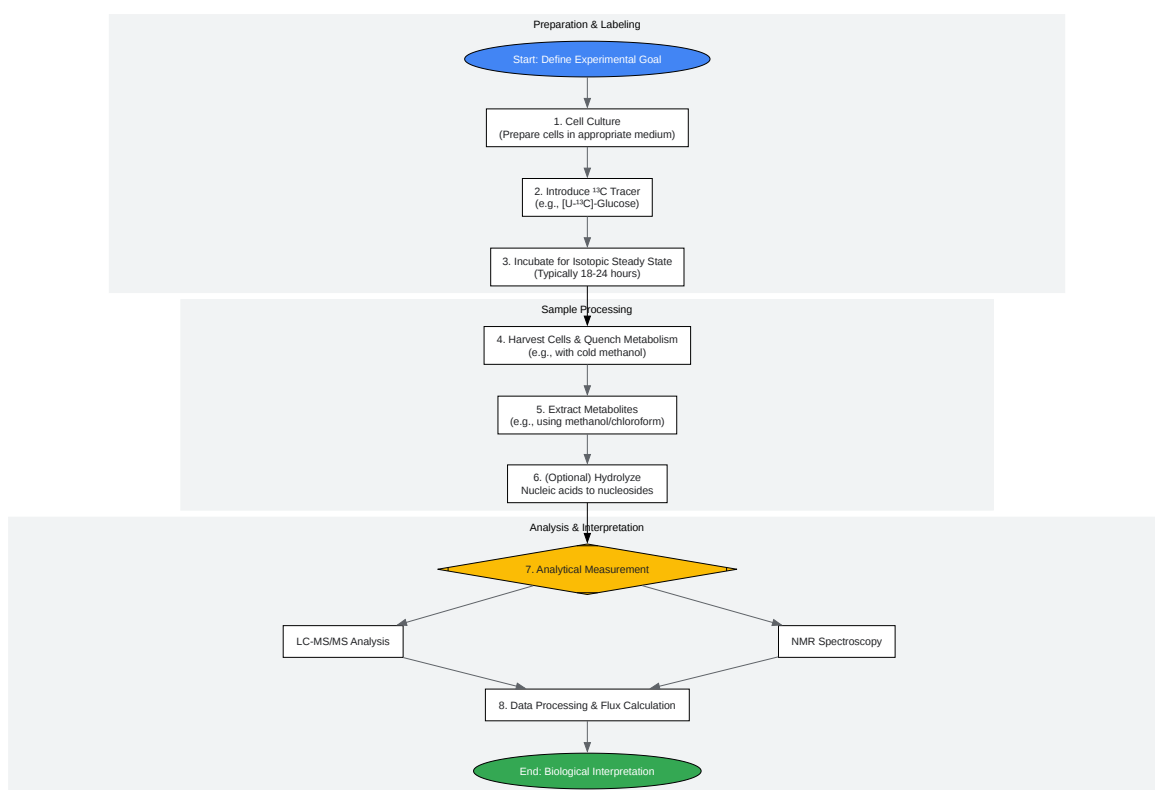 Preparation & Labeling
Start: Define Experimental Goal
1. Cell Culture
(Prepare cells in appropriate medium)
2. Introduce ¹³C Tracer
(e.g., [U-¹³C]-Glucose)
3. Incubate for Isotopic Steady State
(Typically 18-24 hours)
Sample Processing
4. Harvest Cells & Quench Metabolism
(e.g., with cold methanol)
5. Extract Metabolites
(e.g., using methanol/chloroform)
6. (Optional) Hydrolyze
Nucleic acids to nucleosides
Analysis & Interpretation
7. Analytical Measurement
LC-MS/MS Analysis
NMR Spectroscopy
8. Data Processing & Flux Calculation
End: Biological Interpretation